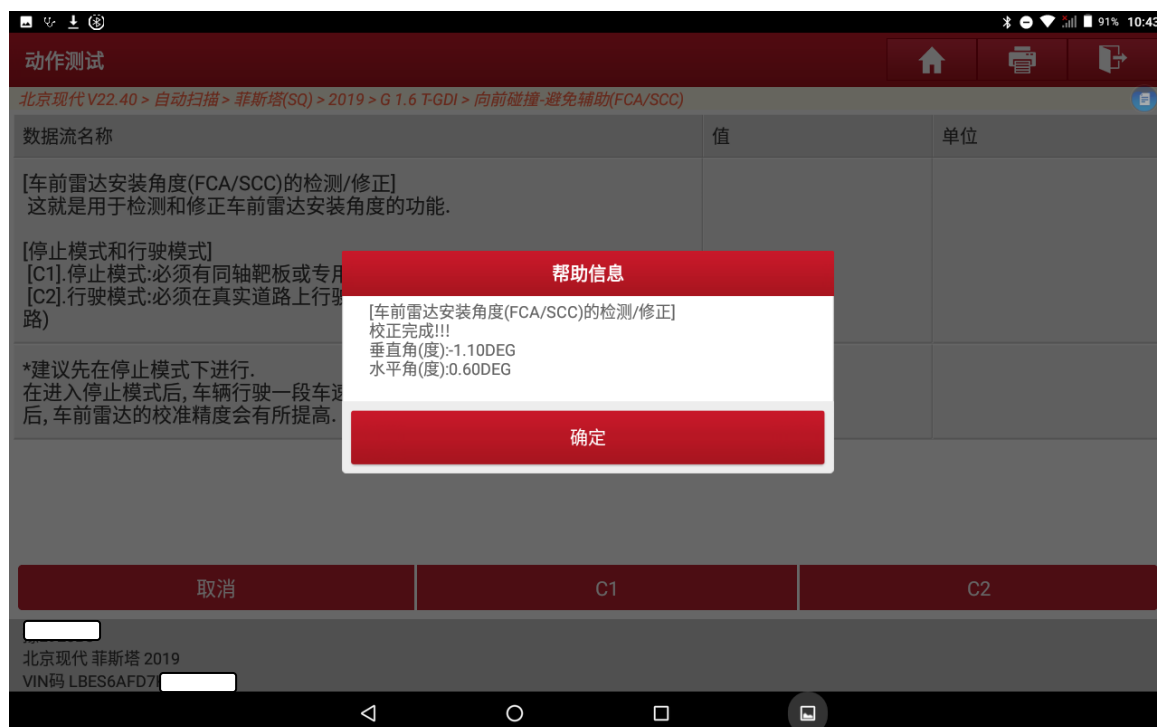 91% 10:43
动作测试
北京现代 V22.40 > 自动扫描 > 菲斯塔(SQ) > 2019 > G 1.6 T-GDI > 向前碰撞-避免辅助(FCA/SCC)
数据流名称 值 单位
[车前雷达安装角度(FCA/SCC)的检测/修正]
这就是用于检测和修正车前雷达安装角度的功能.
[停止模式和行驶模式]
[C1].停止模式:必须有同轴靶板或专用
[C2].行驶模式:必须在真实道路上行驶
路)
*建议先在停止模式下进行.
在进入停止模式后, 车辆行驶一段车速
后, 车前雷达的校准精度会有所提高.
帮助信息
[车前雷达安装角度(FCA/SCC)的检测/修正]
校正完成!!!
垂直角(度):-1.10DEG
水平角(度):0.60DEG
确定
取消 C1 C2
北京现代 菲斯塔 2019
VIN码 LBES6AFD7